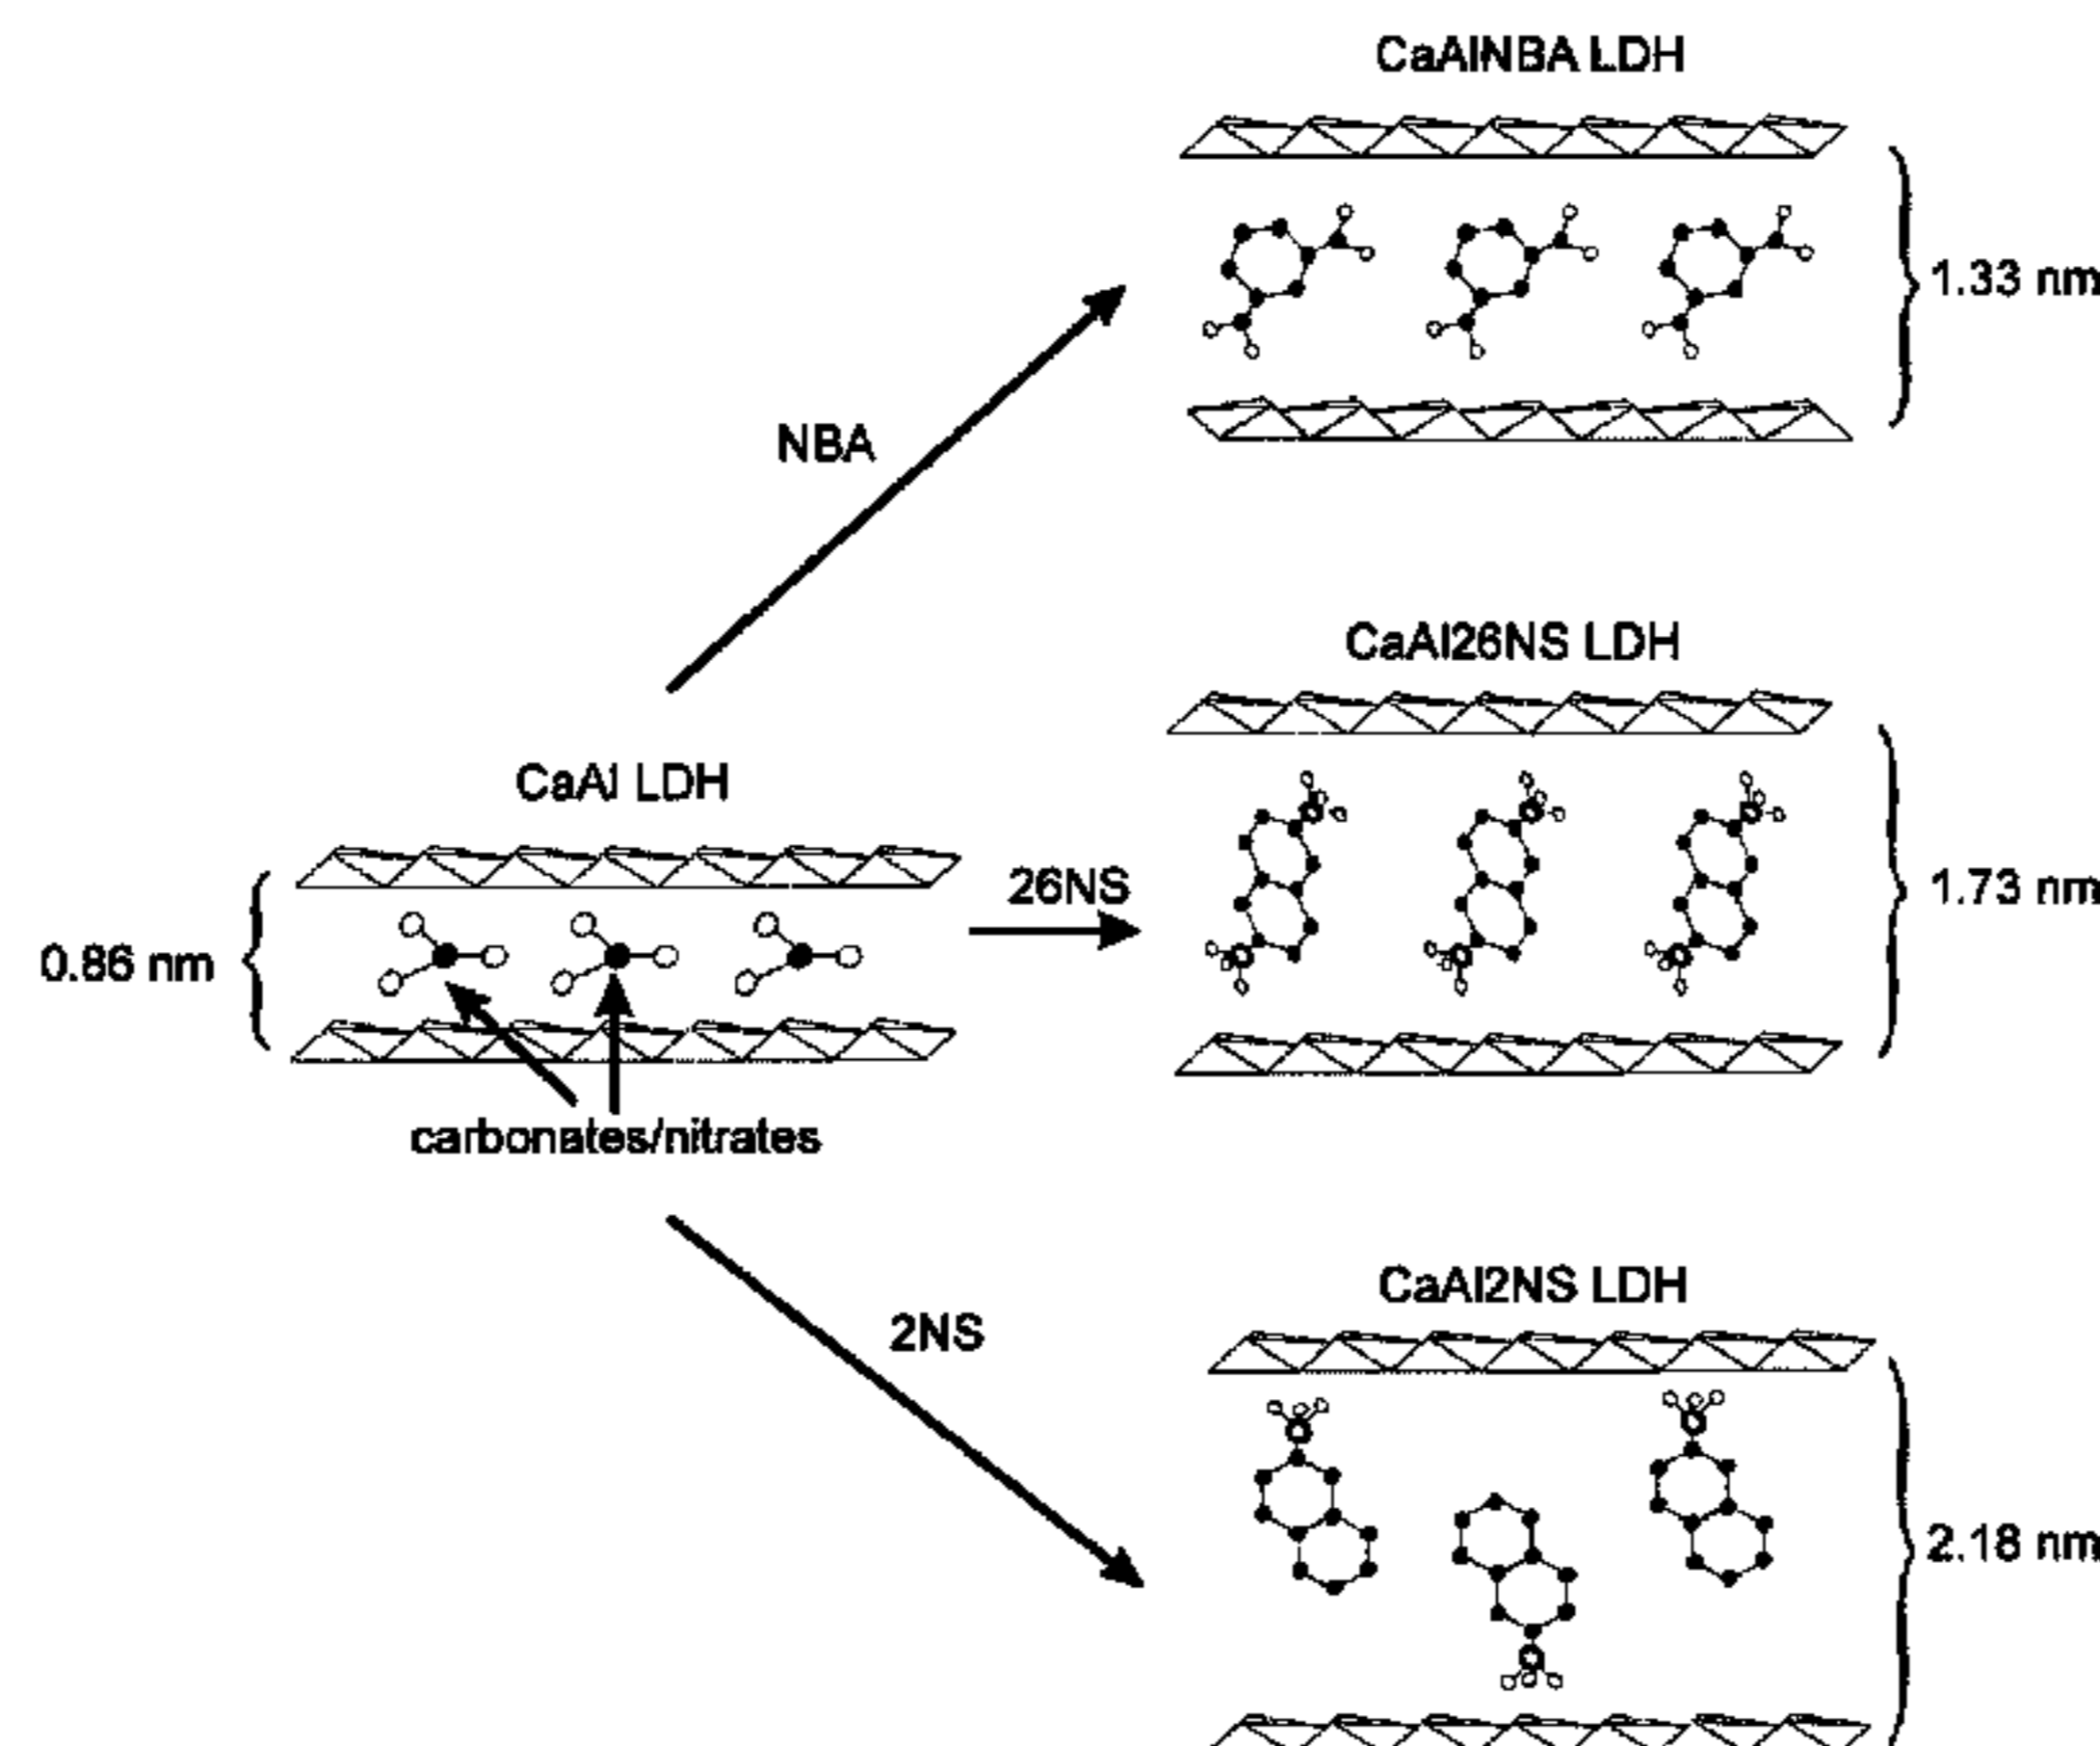 CaAlNBA LDH
1.33 nm
NBA
CaAl26NS LDH
CaAl LDH
26NS
1.73 nm
0.86 nm
carbonates/nitrates
CaAl2NS LDH
2NS
2.18 nm